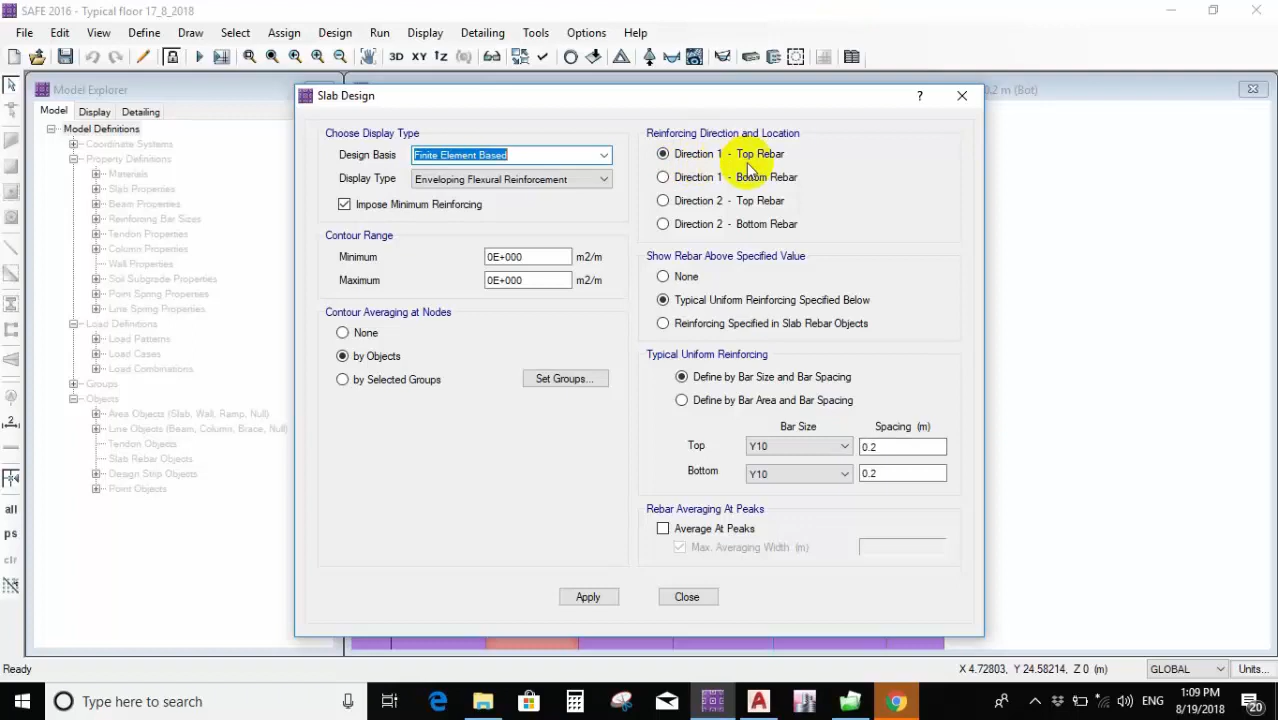 SAFE 2016 - Typical floor 17_8_2018
File Edit View Define Draw Select Assign Design Run Display Detailing Tools Options Help
3D XY
Model Explorer
Model Display Detailing
Model Definitions
Coordinate Systems
Property Definitions
Materials
Slab Properties
Beam Properties
Reinforcing Bar Sizes
Tendon Properties
Column Properties
Wall Properties
Soil Subgrade Properties
Point Spring Properties
Line Spring Properties
Load Definitions
Load Patterns
Load Cases
Load Combinations
Groups
Objects
Area Objects (Slab, Wall, Ramp, Null)
Line Objects (Beam, Column, Brace, Null)
Tendon Objects
Slab Rebar Objects
Design Strip Objects
Point Objects
all
ps
clr
0.2 m (Bot)
Slab Design
?
Choose Display Type
Design Basis Finite Element Based
Display Type Enveloping Flexural Reinforcement
Impose Minimum Reinforcing
Contour Range
Minimum 0E+000 m2/m
Maximum 0E+000 m2/m
Contour Averaging at Nodes
None
by Objects
by Selected Groups Set Groups...
Reinforcing Direction and Location
Direction 1 - Top Rebar
Direction 1 - Bottom Rebar
Direction 2 - Top Rebar
Direction 2 - Bottom Rebar
Show Rebar Above Specified Value
None
Typical Uniform Reinforcing Specified Below
Reinforcing Specified in Slab Rebar Objects
Typical Uniform Reinforcing
Define by Bar Size and Bar Spacing
Define by Bar Area and Bar Spacing
Bar Size Spacing (m)
Top Y10 0.2
Bottom Y10 0.2
Rebar Averaging At Peaks
Average At Peaks
Max. Averaging Width (m)
Apply Close
Ready X 4.72803, Y 24.58214, Z 0 (m) GLOBAL Units...
Type here to search ENG 1:09 PM
8/19/2018 20